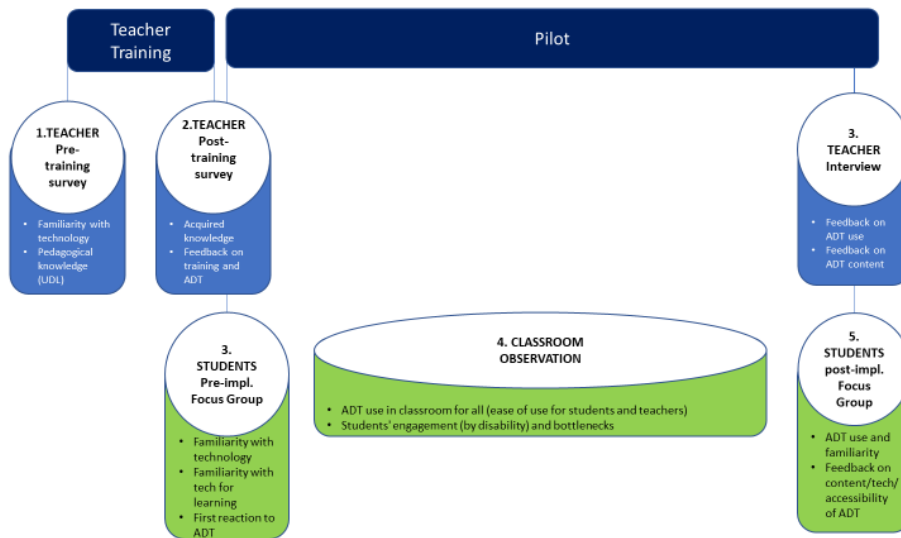 Teacher
Training
Pilot
1.TEACHER
Pre-
training
survey
• Familiarity with
technology
• Pedagogical
knowledge
(UDL)
2.TEACHER
Post-
training
survey
• Acquired
knowledge
• Feedback on
training and
ADT
3.
TEACHER
Interview
• Feedback on
ADT use
• Feedback on
ADT content
3.
STUDENTS
Pre-impl.
Focus Group
• Familiarity with
technology
• Familiarity with
tech for
learning
• First reaction to
ADT
4. CLASSROOM
OBSERVATION
• ADT use in classroom for all (ease of use for students and teachers)
• Students' engagement (by disability) and bottlenecks
5.
STUDENTS
post-impl.
Focus
Group
• ADT use and
familiarity
• Feedback on
content/tech/
accessibility
of ADT